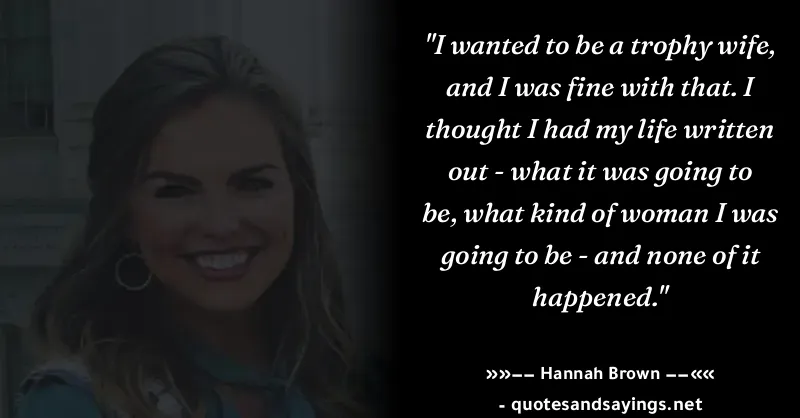 "I wanted to be a trophy wife,
and I was fine with that. I
thought I had my life written
out - what it was going to
be, what kind of woman I was
going to be - and none of it
happened."
»»−− Hannah Brown −−««
- quotesandsayings.net